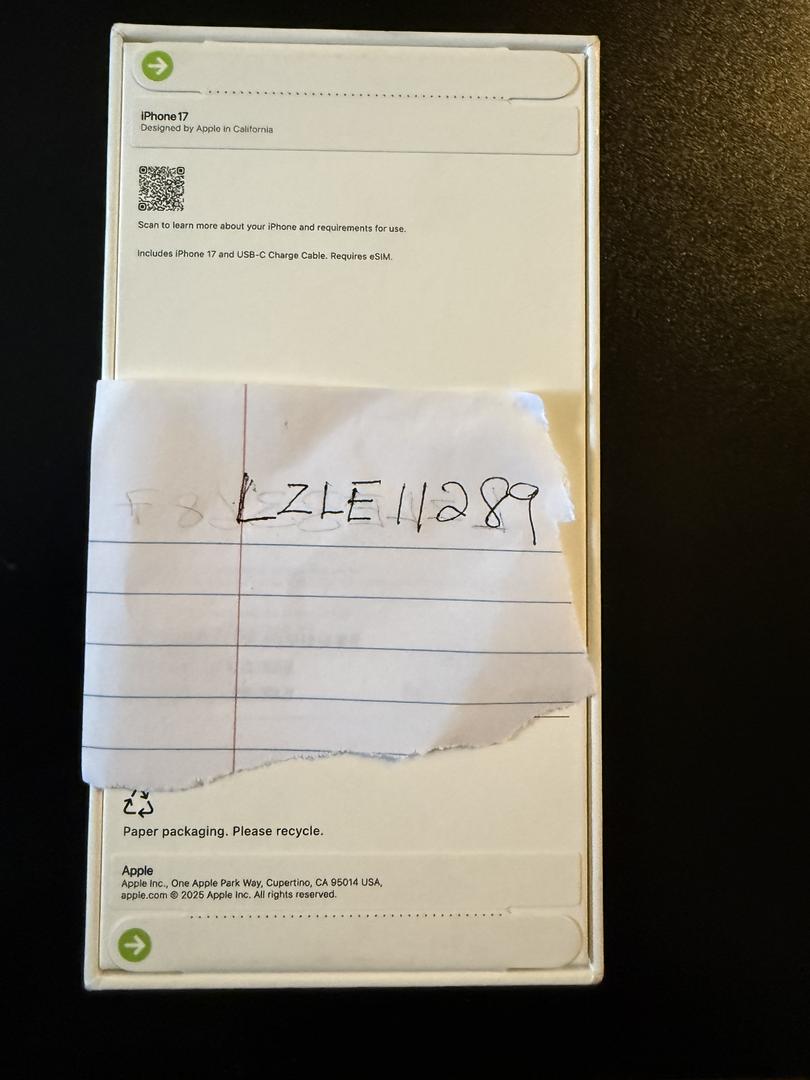 iPhone 17
Designed by Apple in California
Scan to learn more about your iPhone and requirements for use.
Includes iPhone 17 and USB-C Charge Cable. Requires eSIM.
LZLE11289
Paper packaging. Please recycle.
Apple
Apple Inc., One Apple Park Way, Cupertino, CA 95014 USA,
apple.com © 2025 Apple Inc. All rights reserved.